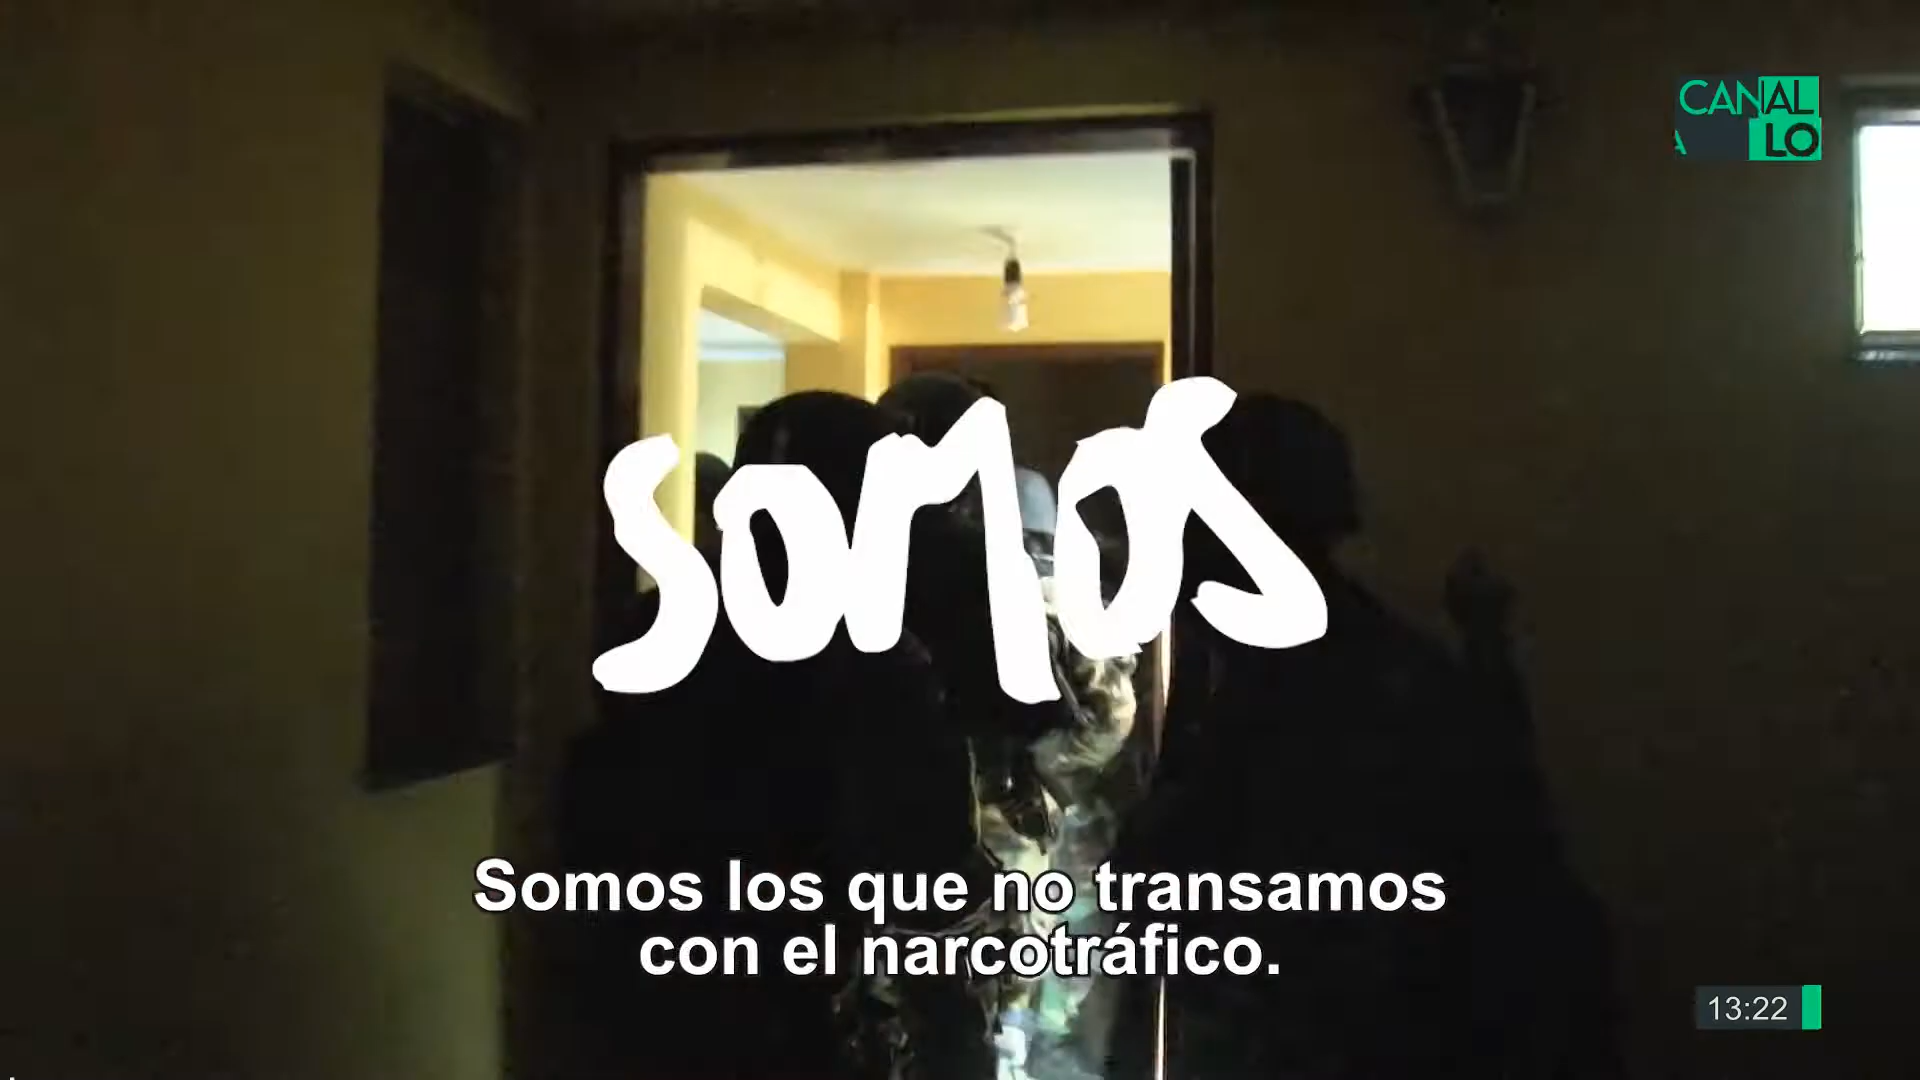 CANAL
LO
somos
Somos los que no transamos
con el narcotráfico.
13:22